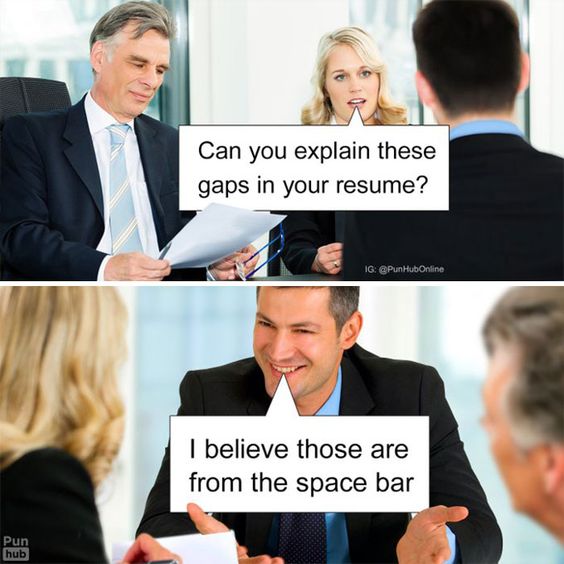 Can you explain these
gaps in your resume?
IG: @PunHubOnline
I believe those are
from the space bar
Pun
hub